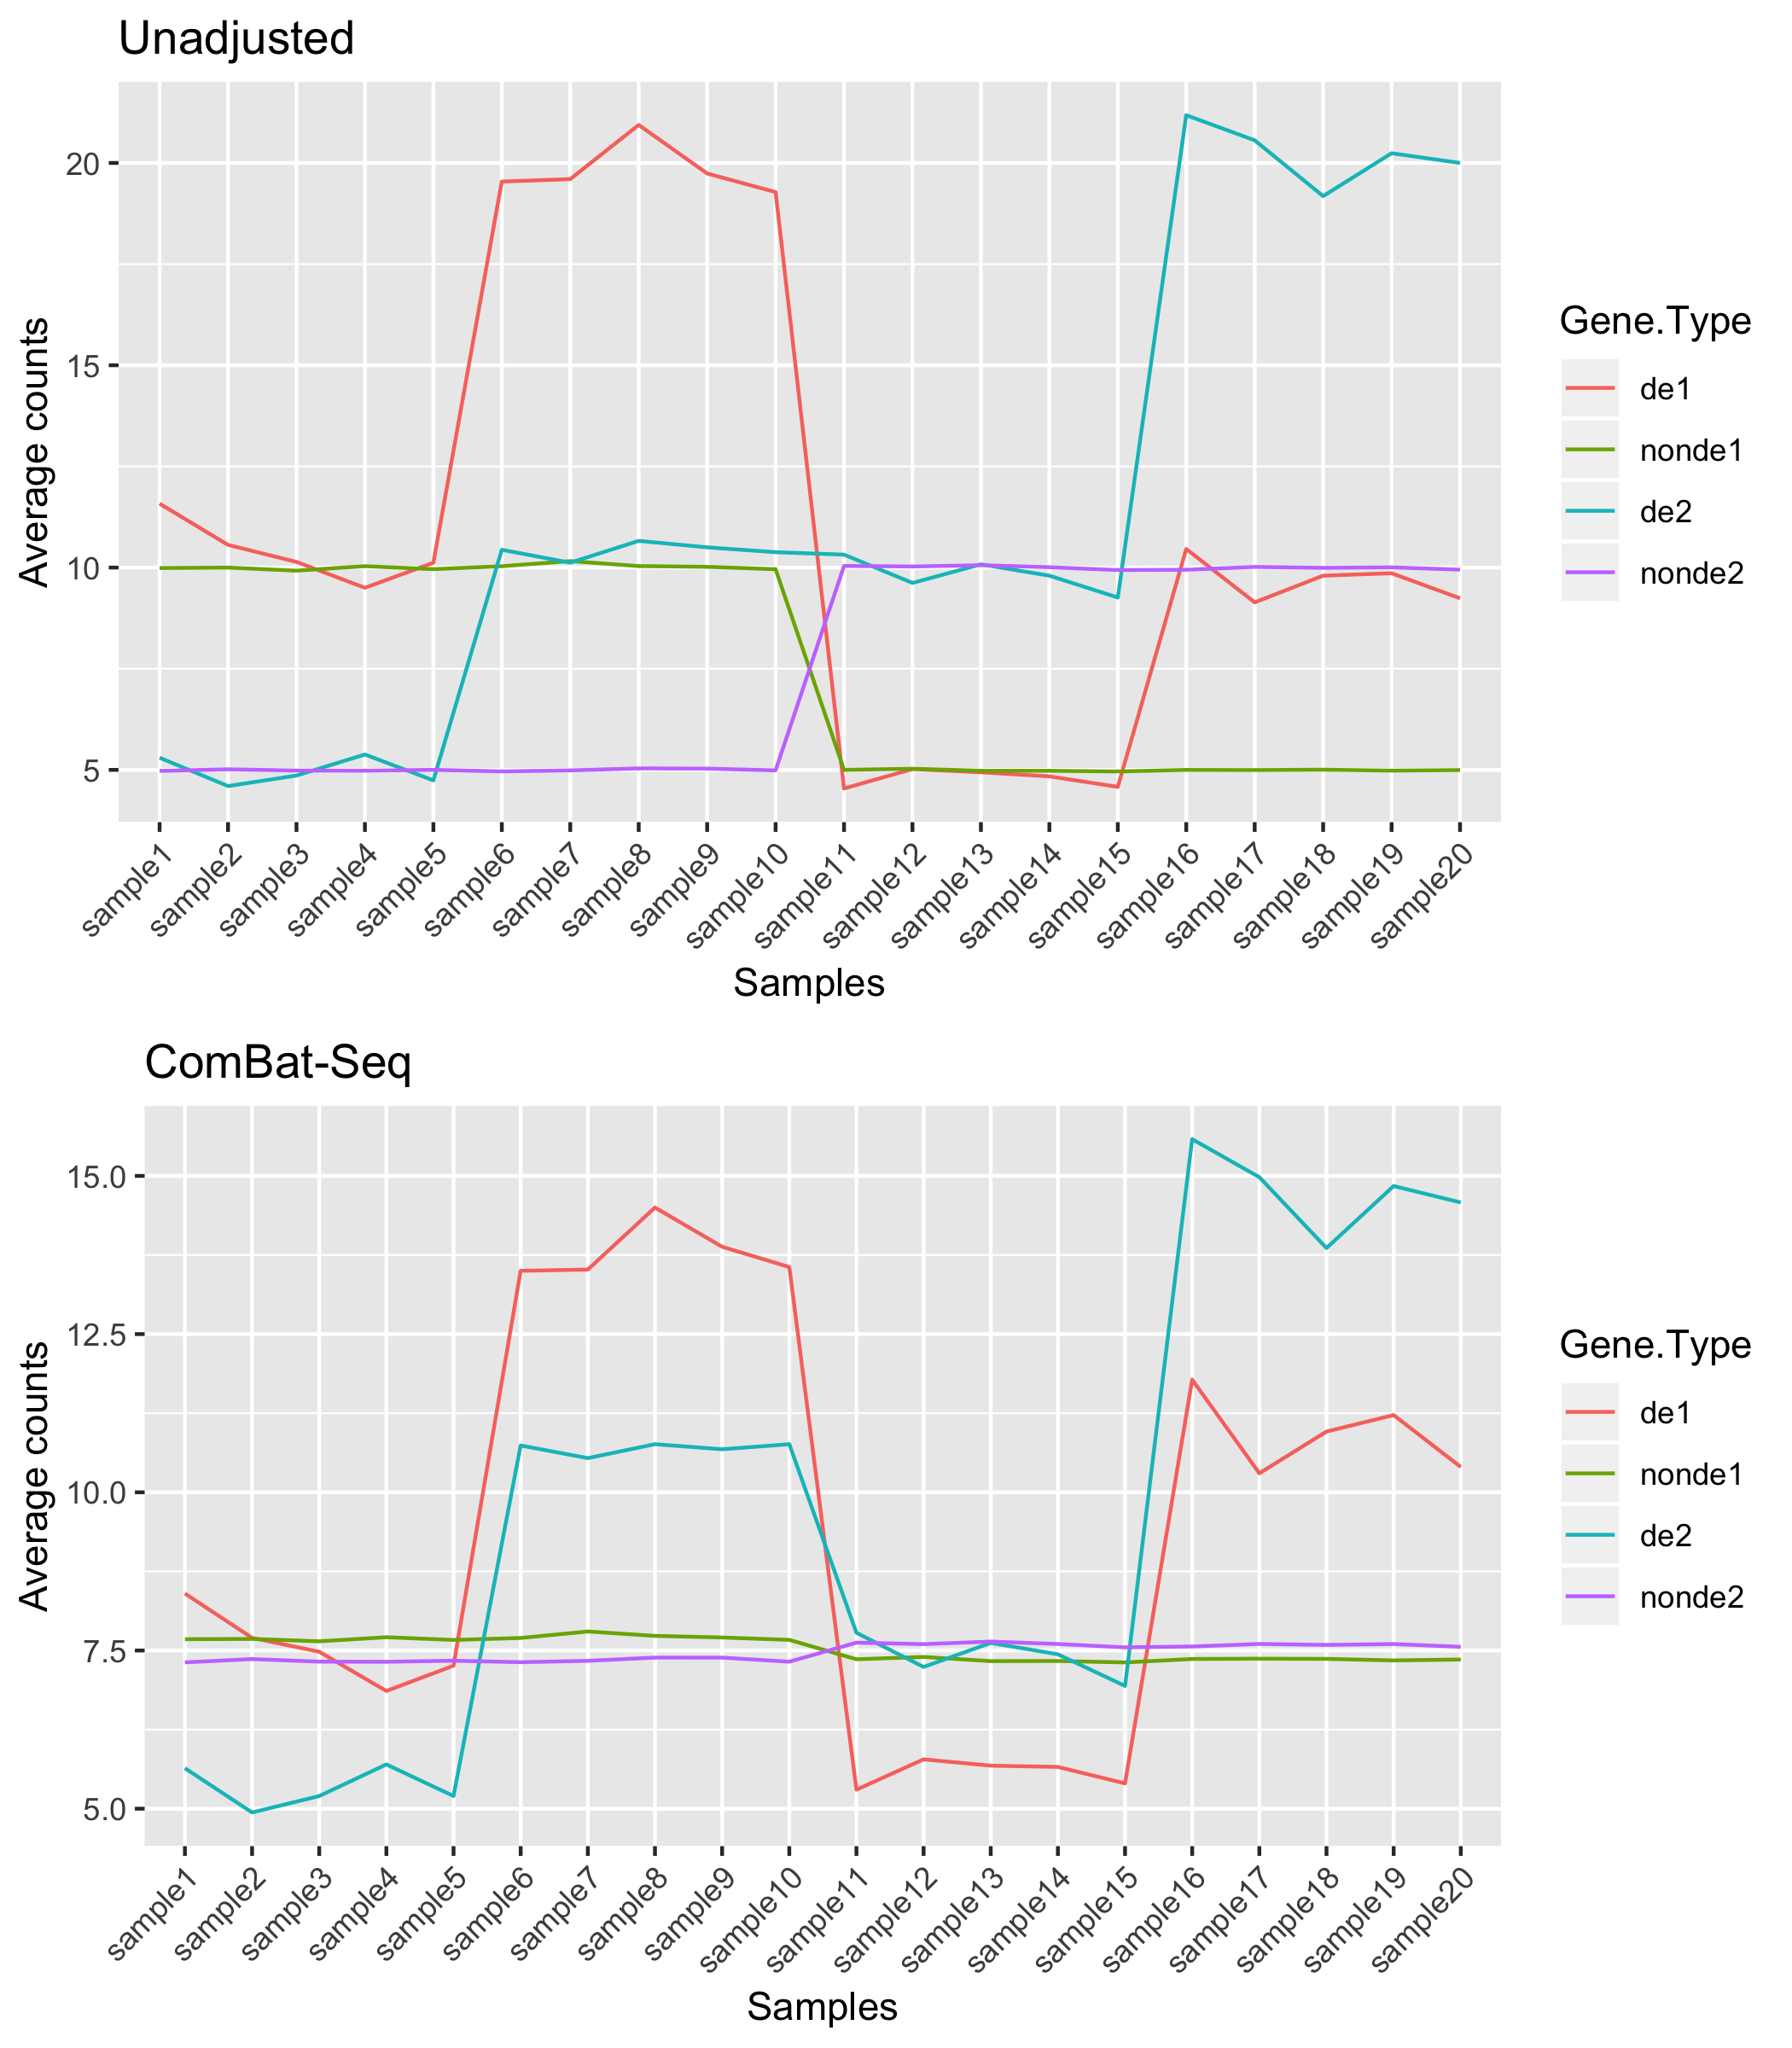 Unadjusted
Average counts
20
15
10
5
sample1
sample2
sample3
sample4
sample5
sample6
sample7
sample8
sample9
sample10
sample11
sample12
sample13
sample14
sample15
sample16
sample17
sample18
sample19
sample20
Samples
Gene.Type
de1
nonde1
de2
nonde2
ComBat-Seq
Average counts
15.0
12.5
10.0
7.5
5.0
sample1
sample2
sample3
sample4
sample5
sample6
sample7
sample8
sample9
sample10
sample11
sample12
sample13
sample14
sample15
sample16
sample17
sample18
sample19
sample20
Samples
Gene.Type
de1
nonde1
de2
nonde2